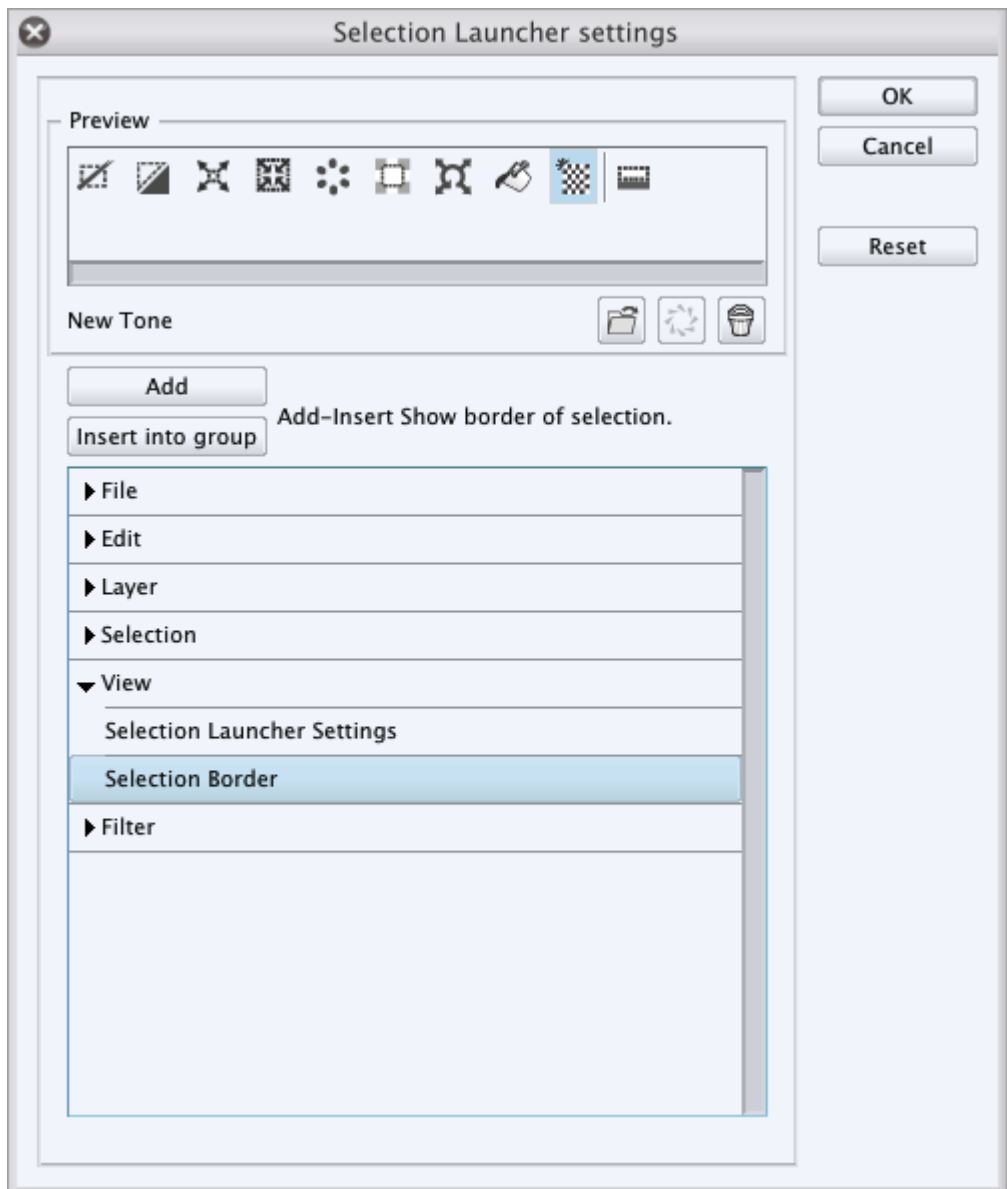 Selection Launcher settings
OK
Preview
Cancel
Reset
New Tone
Add
Add-Insert Show border of selection.
Insert into group
File
Edit
Layer
Selection
View
Selection Launcher Settings
Selection Border
Filter